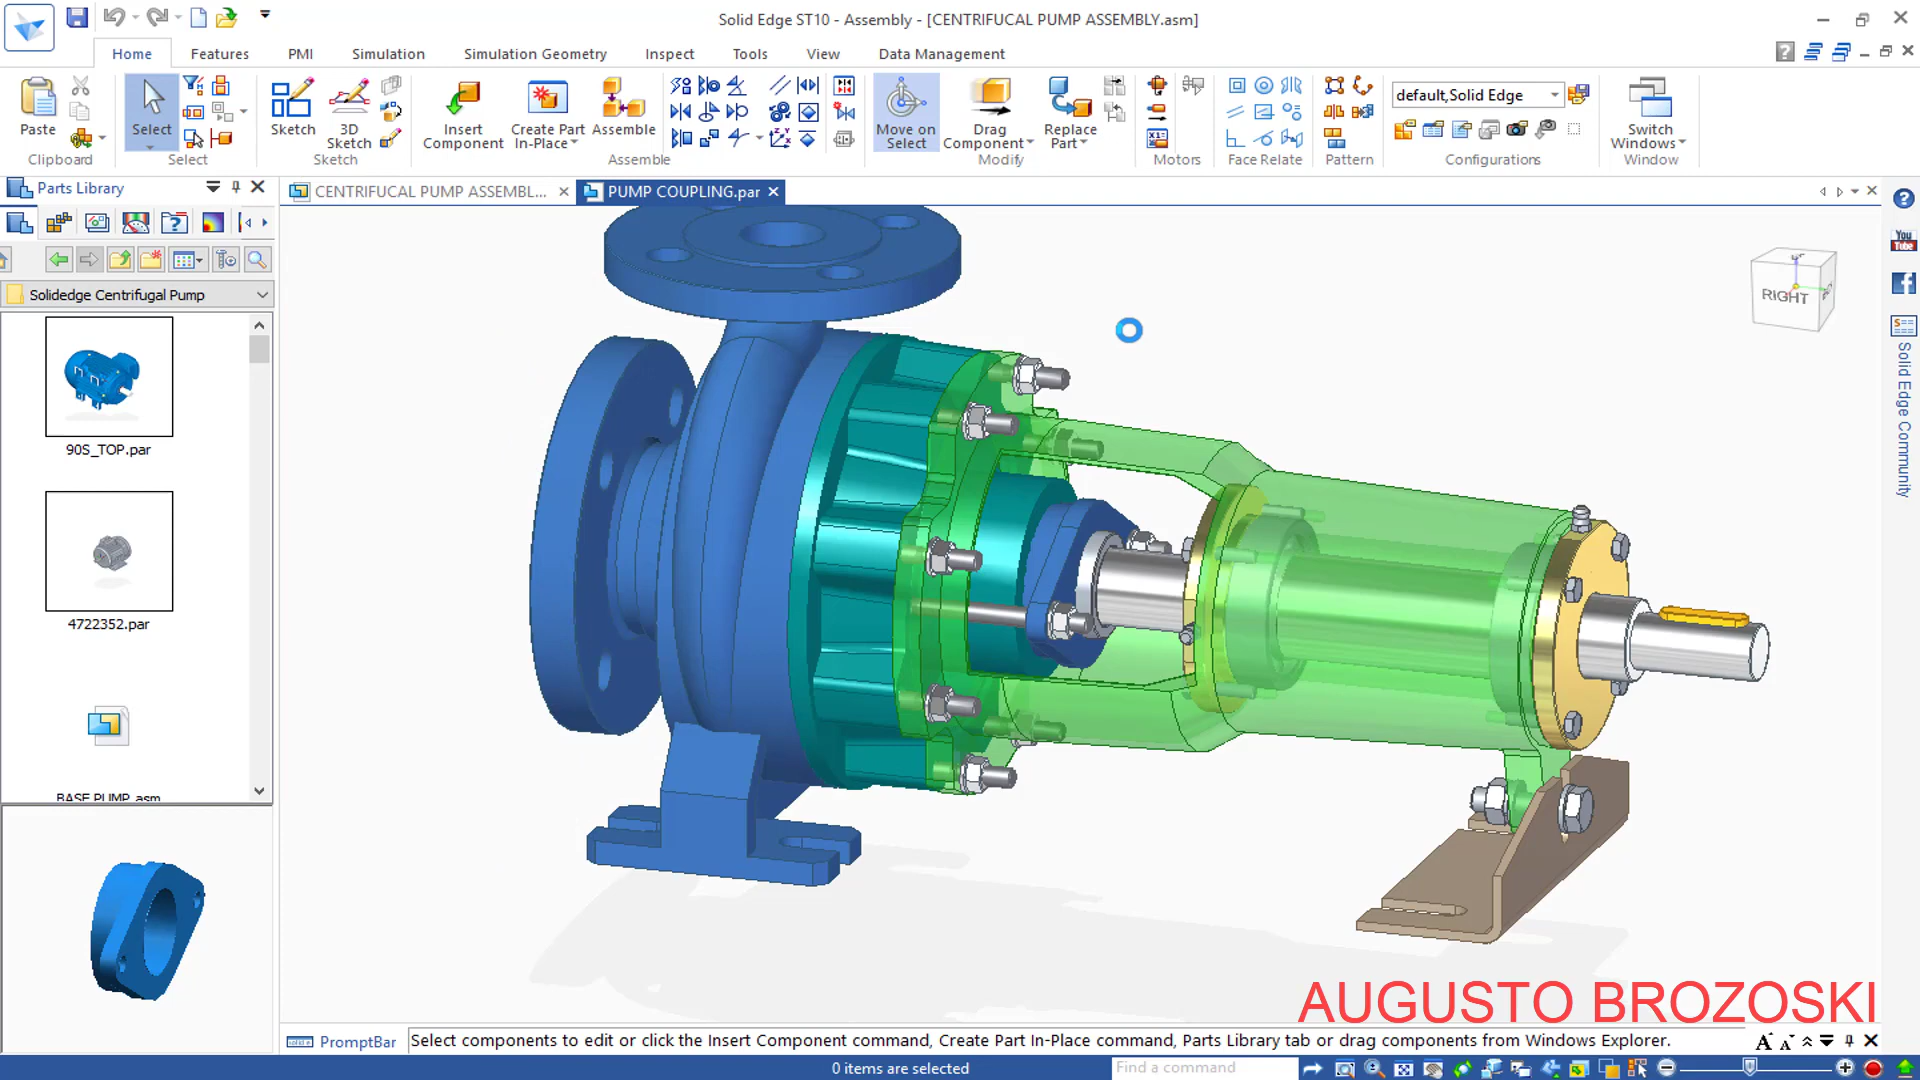 Solid Edge ST10 - Assembly - [CENTRIFUCAL PUMP ASSEMBLY.asm]
Home Features PMI Simulation Simulation Geometry Inspect Tools View Data Management
Paste
Clipboard
Select
Select
Sketch
3D Sketch
Sketch
Insert Component
Create Part In-Place
Assemble
Assemble
Move on Select
Drag Component
Replace Part
Modify
Motors
Face Relate
Pattern
default,Solid Edge
Configurations
Switch Windows
Window
Parts Library
CENTRIFUCAL PUMP ASSEMBL...
PUMP COUPLING.par
Solidedge Centrifugal Pump
90S_TOP.par
4722352.par
BASE PUMP.asm
RIGHT
You Tube
Solid Edge Community
AUGUSTO BROZOSKI
PromptBar
Select components to edit or click the Insert Component command, Create Part In-Place command, Parts Library tab or drag components from Windows Explorer.
0 items are selected
Find a command